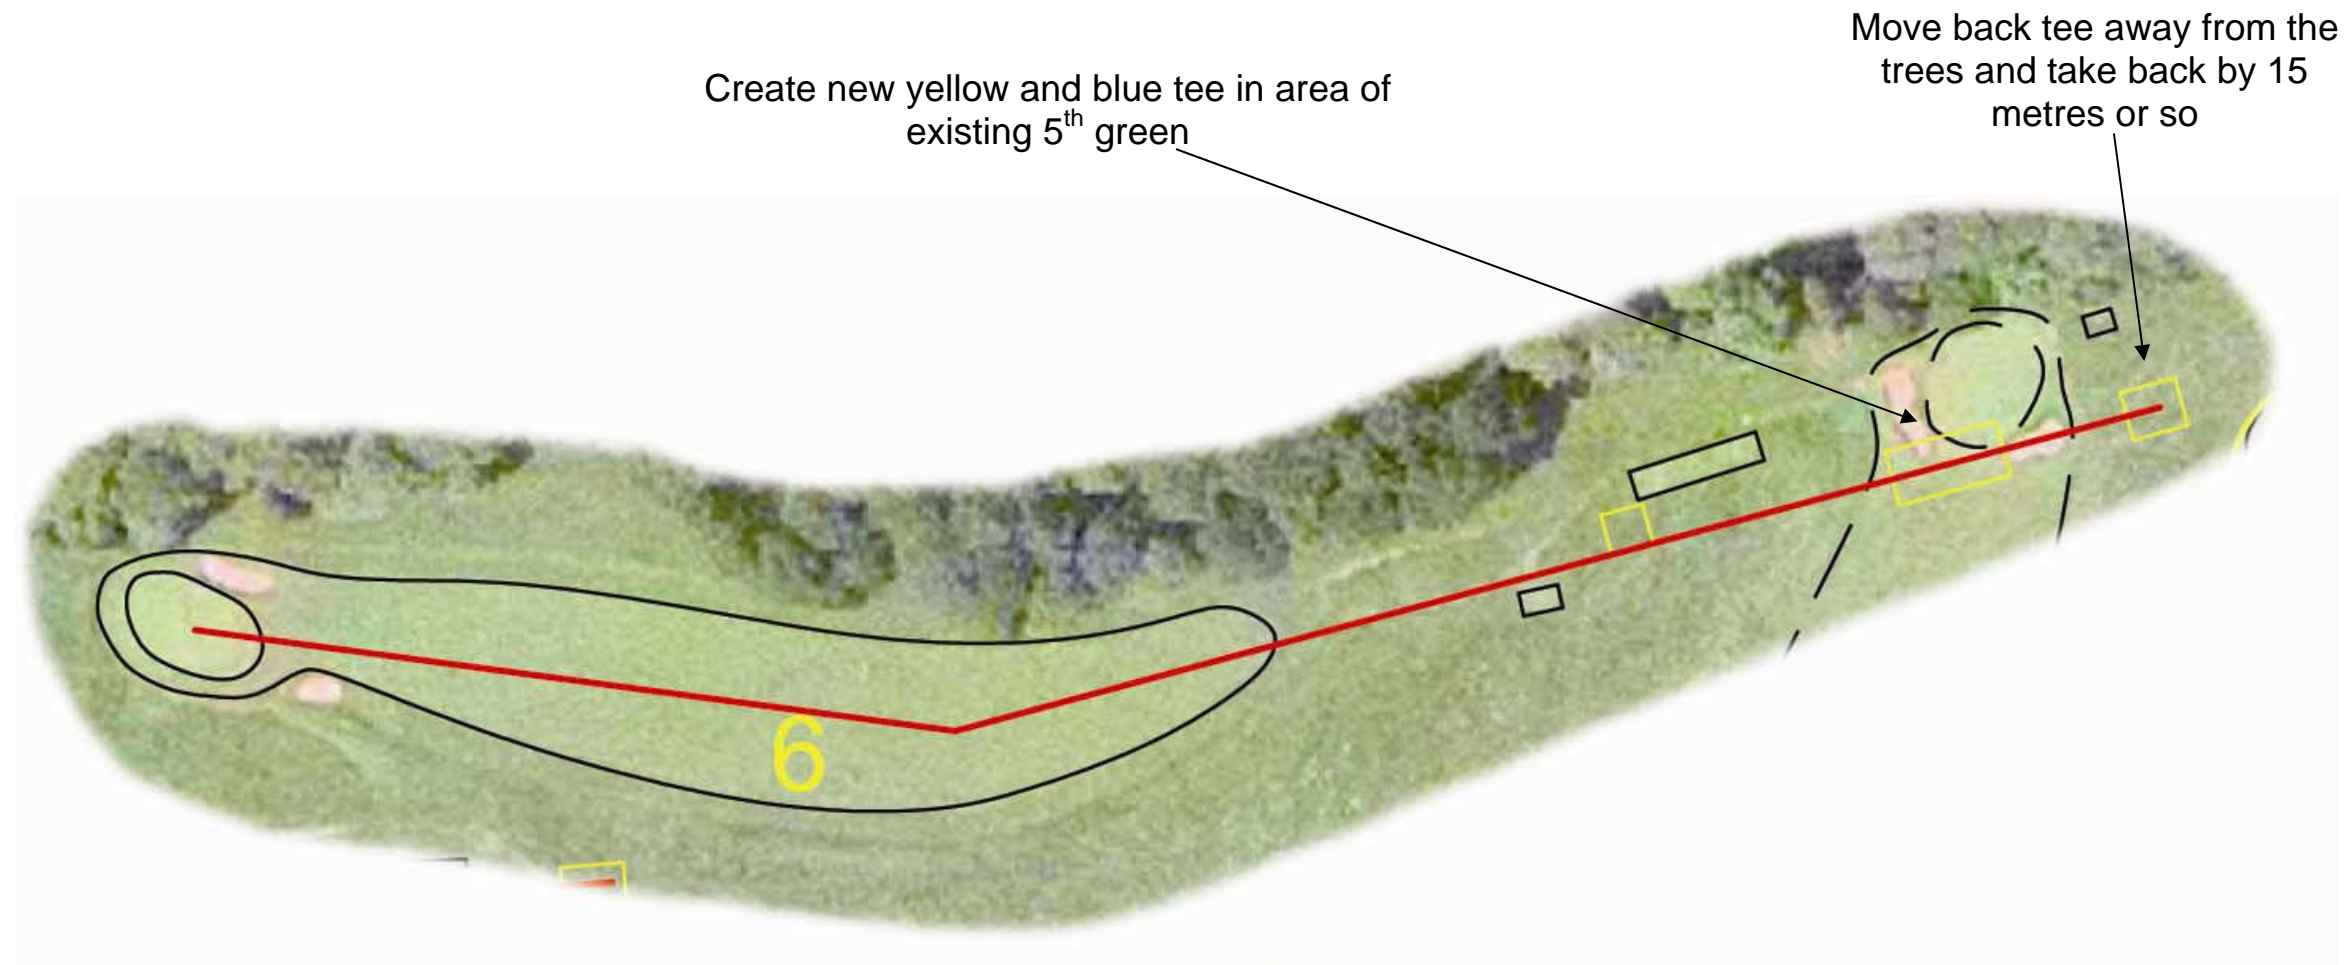 Move back tee away from the
trees and take back by 15
metres or so
Create new yellow and blue tee in area of
existing 5th green
6